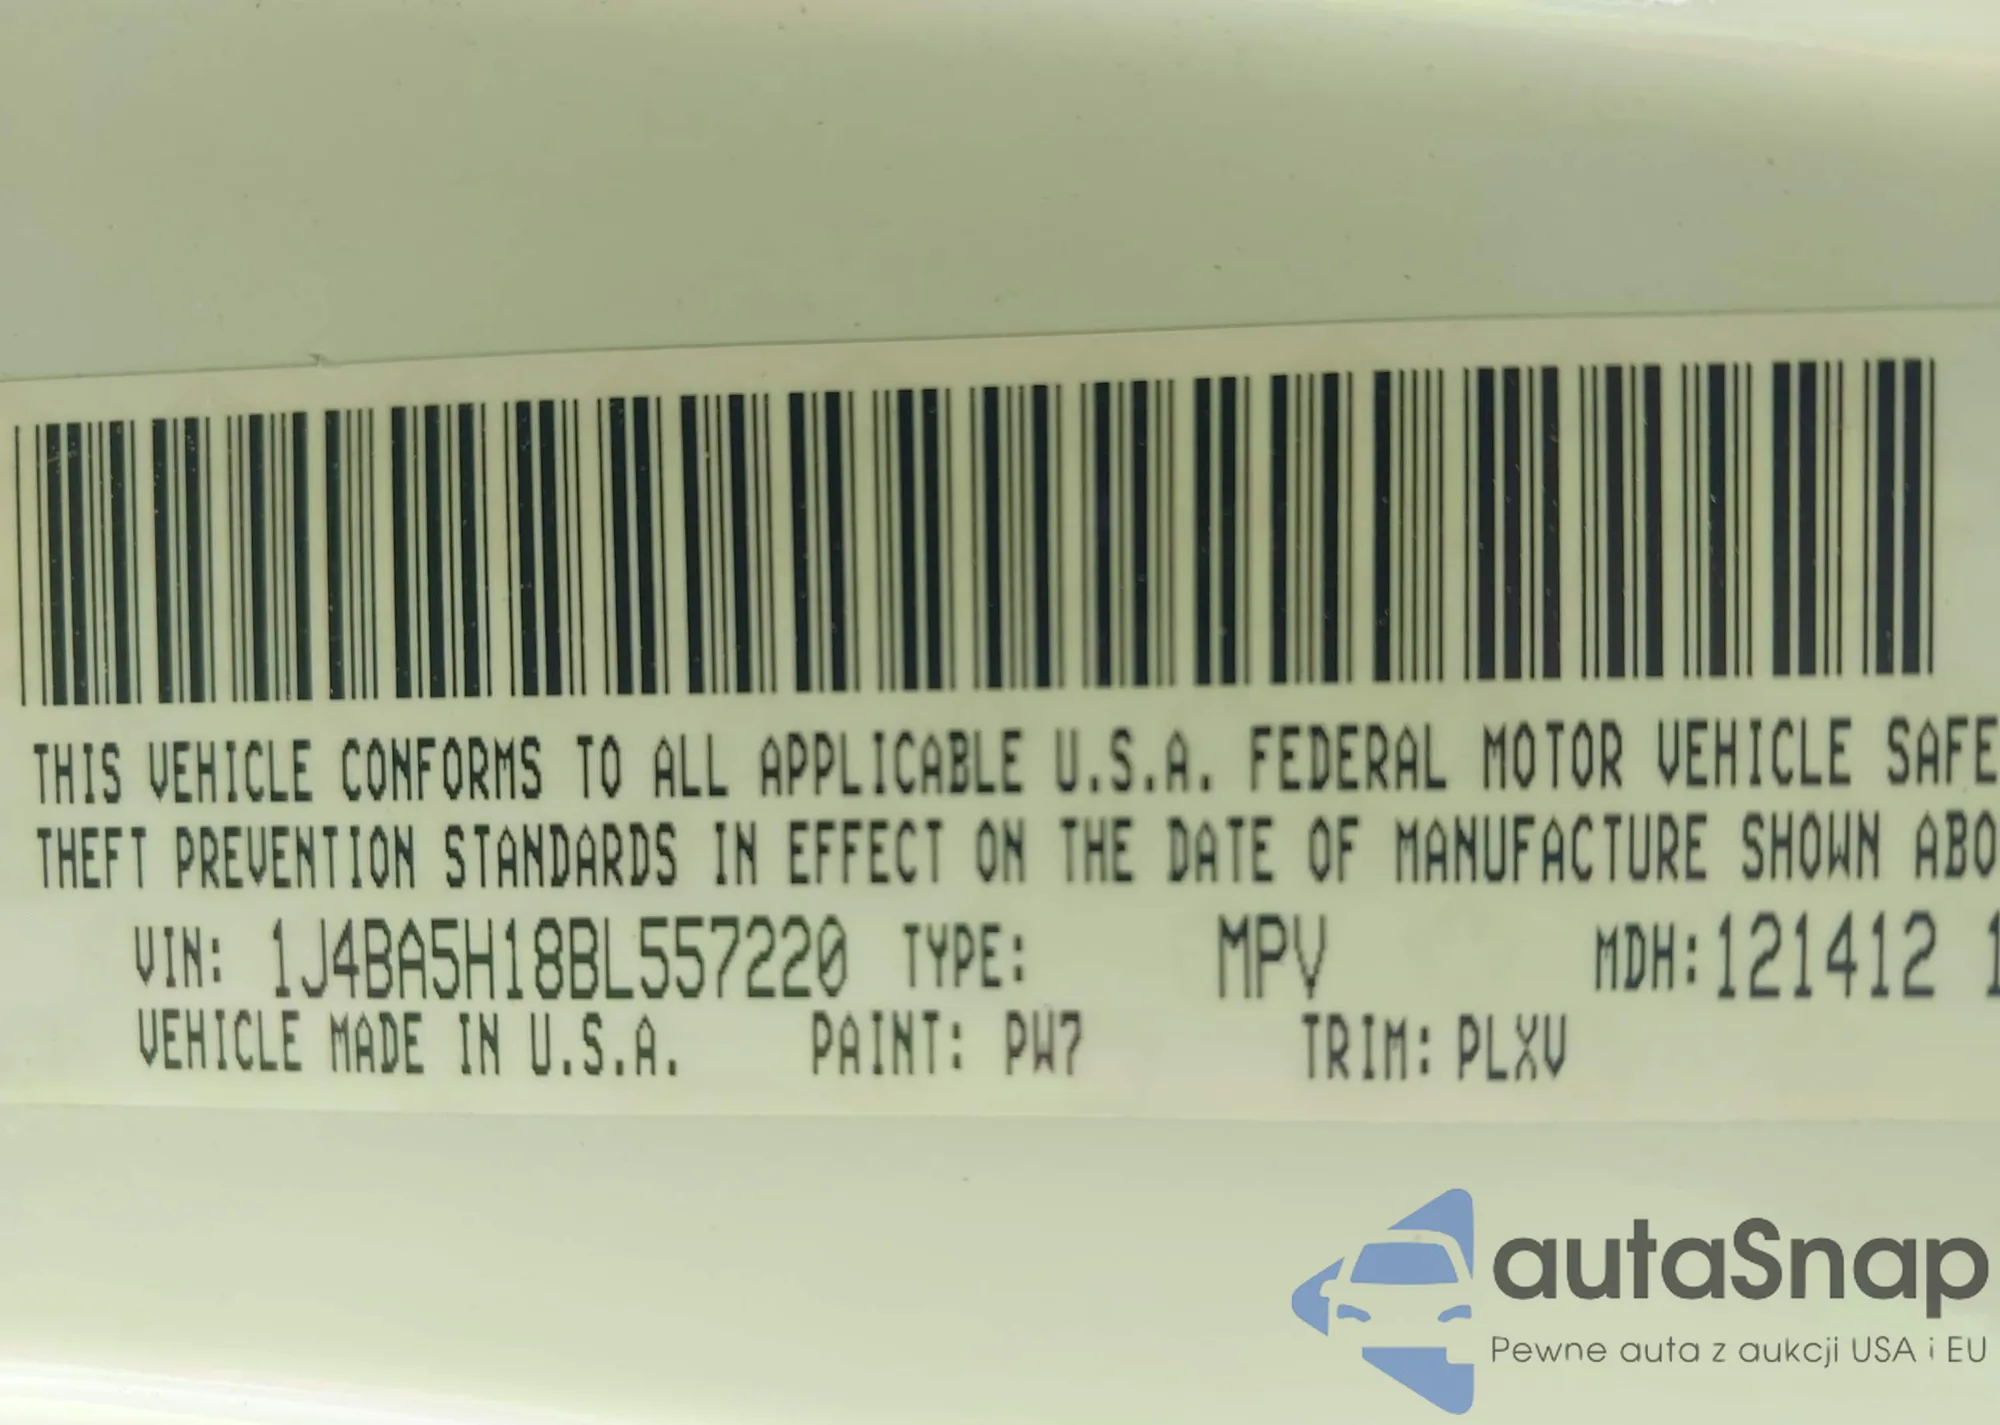 THIS VEHICLE CONFORMS TO ALL APPLICABLE U.S.A. FEDERAL MOTOR VEHICLE SAFE
THEFT PREVENTION STANDARDS IN EFFECT ON THE DATE OF MANUFACTURE SHOWN ABO
VIN: 1J4BA5H18BL557220 TYPE: MPV MDH:121412 1
VEHICLE MADE IN U.S.A. PAINT: PW7 TRIM: PLXV
autaSnap
Pewne auta z aukcji USA i EU